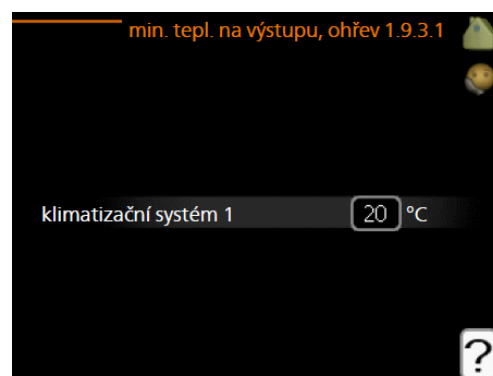 min. tepl. na výstupu, ohřev 1.9.3.1
klimatizační systém 1 20 °C
?